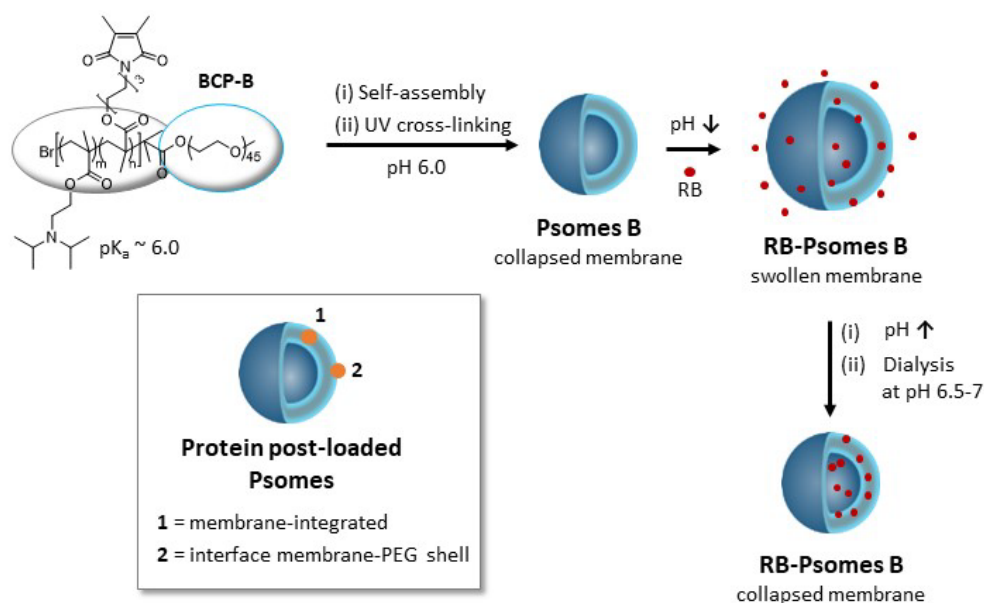 BCP-B
O
N
O
3
O
O
Br
m
n
O
O
O
45
O
O
O
N
pKa ~ 6.0
(i) Self-assembly
(ii) UV cross-linking
pH 6.0
Psomes B
collapsed membrane
pH ↓
RB
RB-Psomes B
swollen membrane
(i) pH ↑
(ii) Dialysis
at pH 6.5-7
RB-Psomes B
collapsed membrane
1
2
Protein post-loaded
Psomes
1 = membrane-integrated
2 = interface membrane-PEG shell